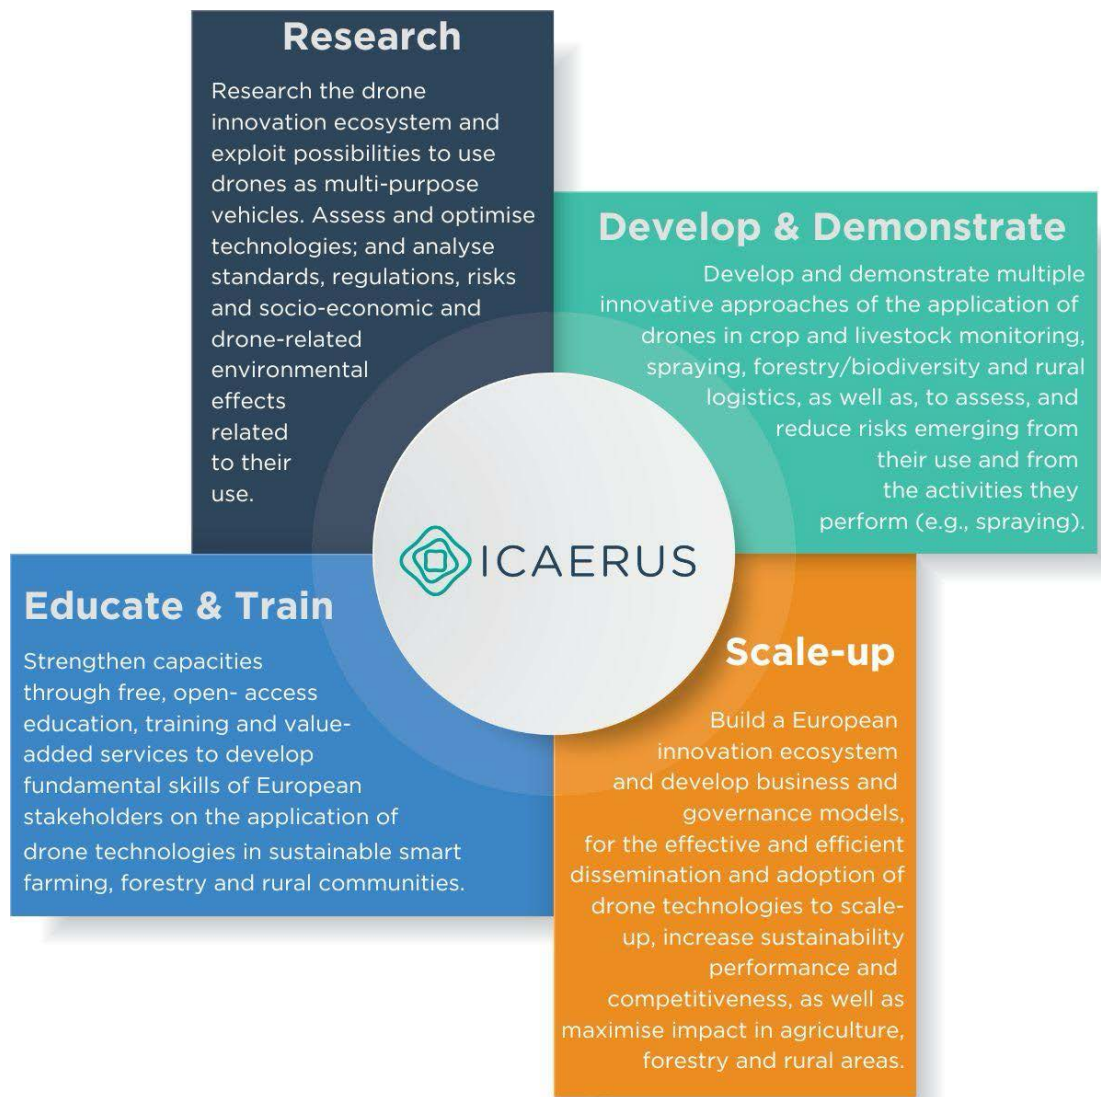 Research
Research the drone
innovation ecosystem and
exploit possibilities to use
drones as multi-purpose
vehicles. Assess and optimise
technologies; and analyse
standards, regulations, risks
and socio-economic and
drone-related
environmental
effects
related
to their
use.
Develop & Demonstrate
Develop and demonstrate multiple
innovative approaches of the application of
drones in crop and livestock monitoring,
spraying, forestry/biodiversity and rural
logistics, as well as, to assess, and
reduce risks emerging from
their use and from
the activities they
perform (e.g., spraying).
ICAERUS
Educate & Train
Strengthen capacities
through free, open- access
education, training and value-
added services to develop
fundamental skills of European
stakeholders on the application of
drone technologies in sustainable smart
farming, forestry and rural communities.
Scale-up
Build a European
innovation ecosystem
and develop business and
governance models,
for the effective and efficient
dissemination and adoption of
drone technologies to scale-
up, increase sustainability
performance and
competitiveness, as well as
maximise impact in agriculture,
forestry and rural areas.